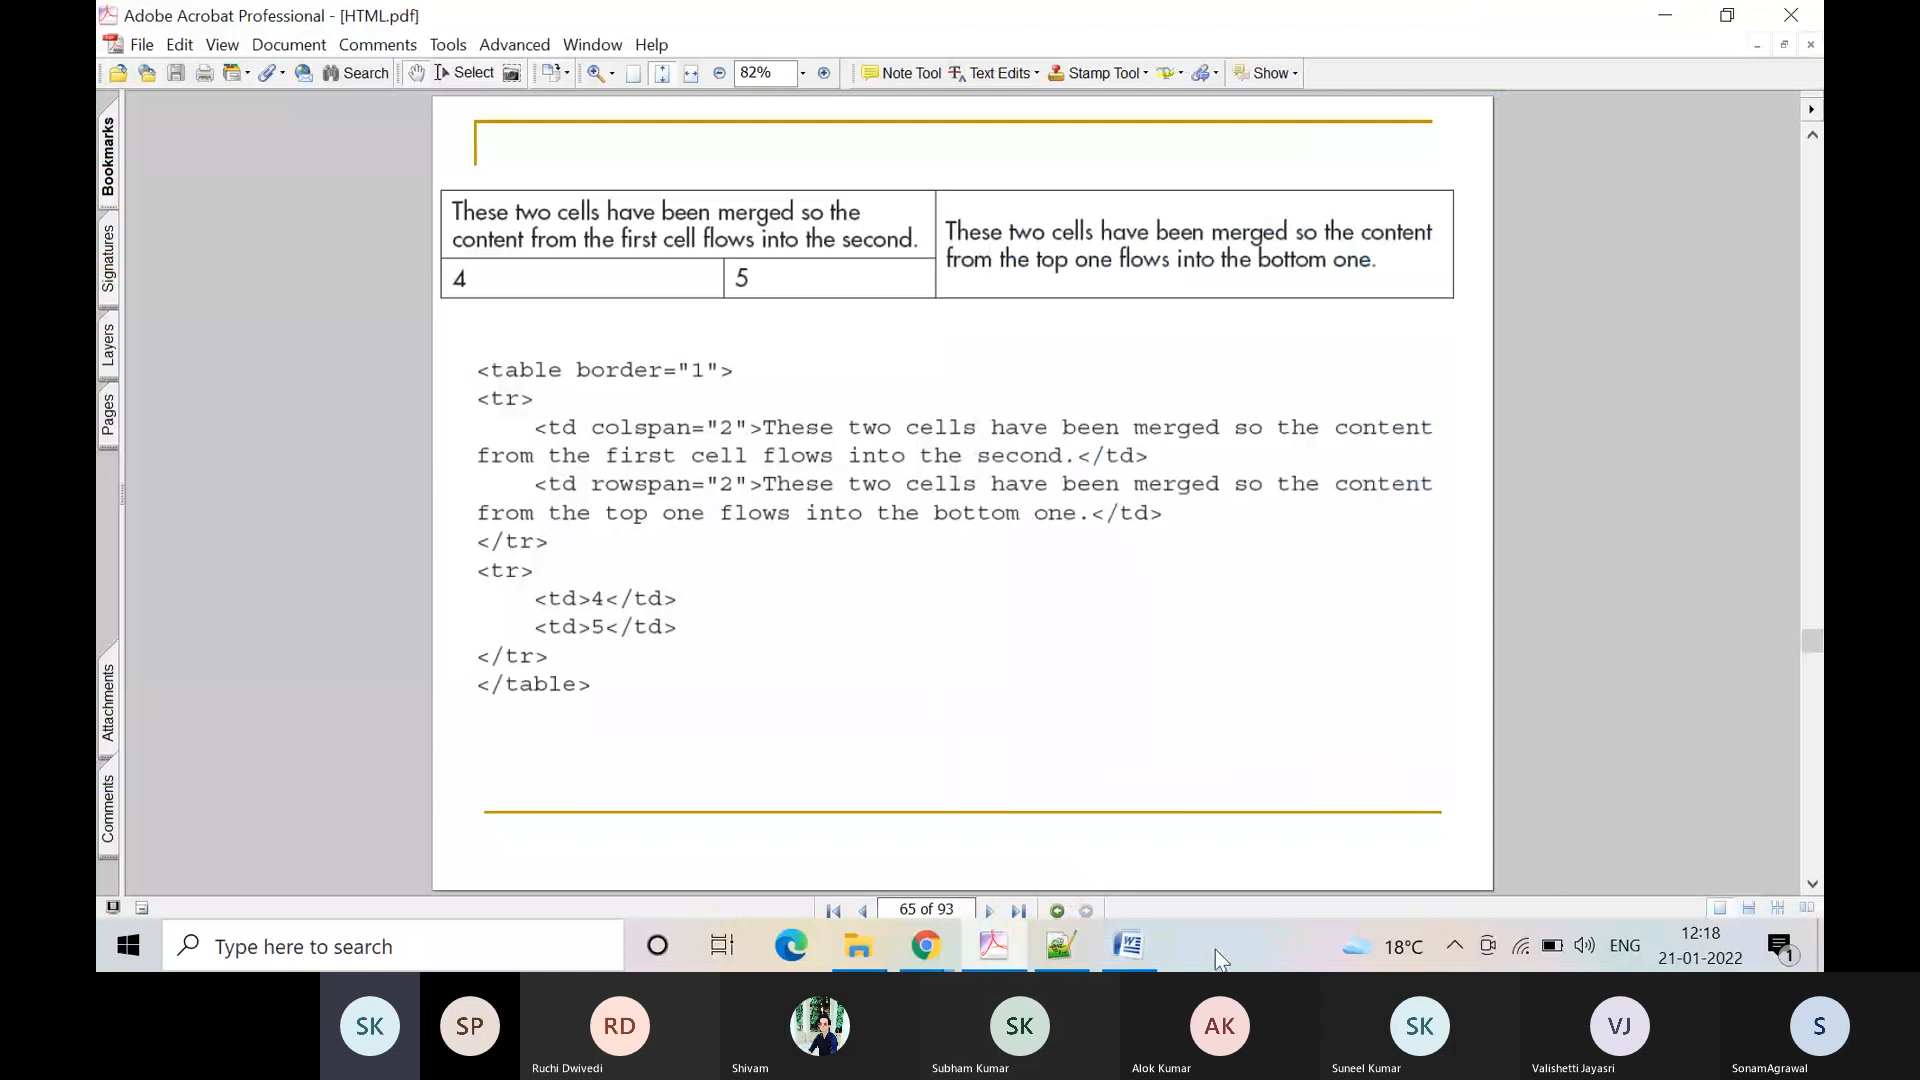 Adobe Acrobat Professional - [HTML.pdf]
File Edit View Document Comments Tools Advanced Window Help
Search Select 82% Note Tool Text Edits Stamp Tool Show
Bookmarks
Signatures
Layers
Pages
Attachments
Comments
These two cells have been merged so the
content from the first cell flows into the second.
These two cells have been merged so the content
from the top one flows into the bottom one.
4 5
<table border="1">
<tr>
<td colspan="2">These two cells have been merged so the content
from the first cell flows into the second.</td>
<td rowspan="2">These two cells have been merged so the content
from the top one flows into the bottom one.</td>
</tr>
<tr>
<td>4</td>
<td>5</td>
</tr>
</table>
65 of 93
Type here to search
18°C ENG
12:18
21-01-2022
1
SK SP RD SK AK SK VJ S
Ruchi Dwivedi Shivam Subham Kumar Alok Kumar Suneel Kumar Valishetti Jayasri SonamAgrawal